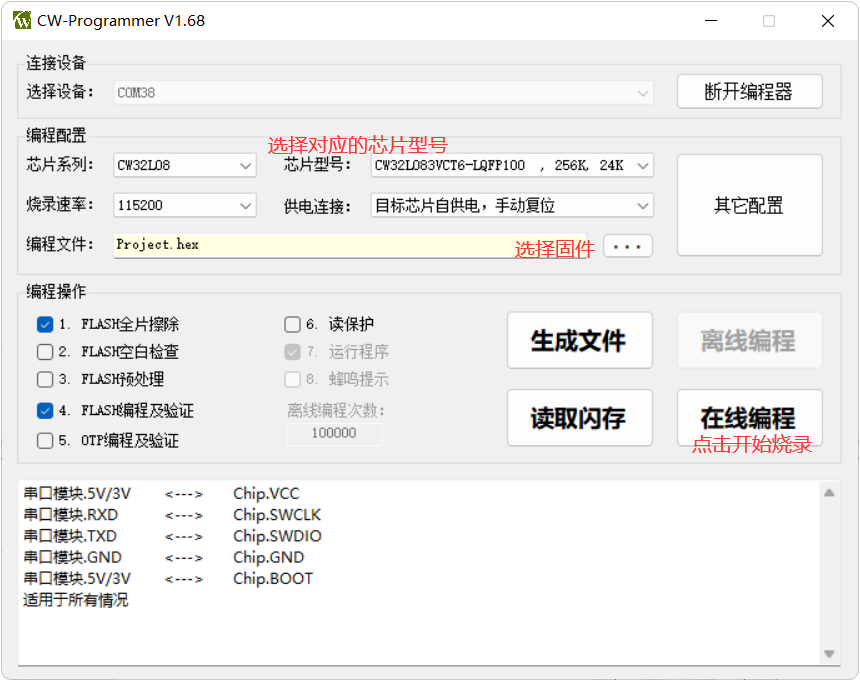 CW-Programmer V1.68
连接设备
选择设备： COM38 断开编程器
编程配置
选择对应的芯片型号
芯片系列： CW32L08 芯片型号： CW32L083VCT6-LQFP100 , 256K, 24K
其它配置
烧录速率： 115200 供电连接： 目标芯片自供电，手动复位
编程文件： Project.hex 选择固件 ...
编程操作
1. FLASH全片擦除 6. 读保护
生成文件 离线编程
2. FLASH空白检查 7. 运行程序
3. FLASH预处理 8. 蜂鸣提示
4. FLASH编程及验证 离线编程次数：
读取闪存 在线编程
5. OTP编程及验证 100000
点击开始烧录
串口模块.5V/3V <---> Chip.VCC
串口模块.RXD <---> Chip.SWCLK
串口模块.TXD <---> Chip.SWDIO
串口模块.GND <---> Chip.GND
串口模块.5V/3V <---> Chip.BOOT
适用于所有情况